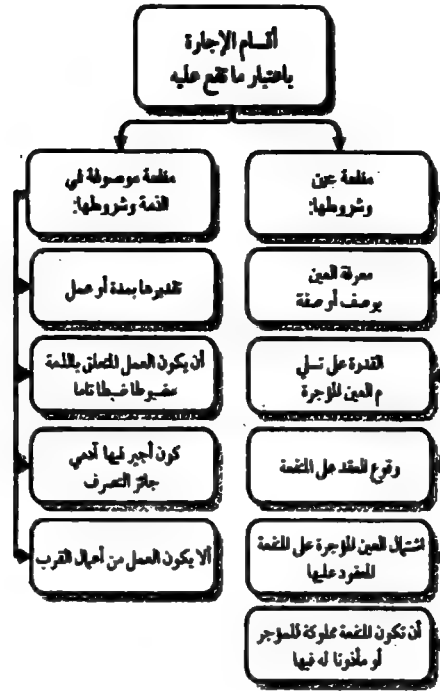 أقسام الإجارة
باعتبار ما تقع عليه
منفعة عين
وشروطها:
معرفة العين
بوصف أو صفة
القدرة على تسلي
م العين المؤجرة
وقوع العقد على المنفعة
اشتمال العين المؤجرة على المنفعة
المعقود عليها
أن تكون المنفعة مملوكة للمؤجر
أو مأذونا له فيها
منفعة موصوفة في
الذمة وشروطها:
تقديرها بمدة أو عمل
أن يكون العمل المتعلق بالذمة
مضبوطا ضبطا تاما
كون أجير فيها آدمي
جائز التصرف
ألا يكون العمل من أعمال القرب